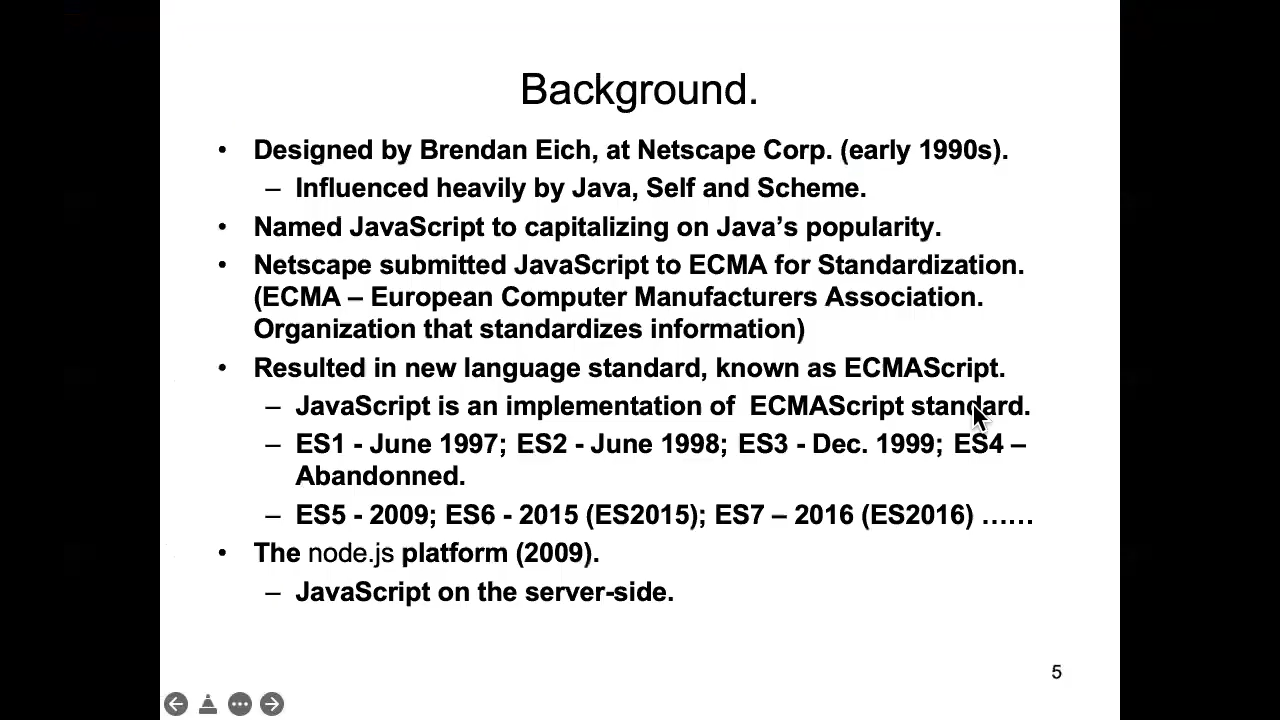 Background.
• Designed by Brendan Eich, at Netscape Corp. (early 1990s).
– Influenced heavily by Java, Self and Scheme.
• Named JavaScript to capitalizing on Java’s popularity.
• Netscape submitted JavaScript to ECMA for Standardization.
(ECMA – European Computer Manufacturers Association.
Organization that standardizes information)
• Resulted in new language standard, known as ECMAScript.
– JavaScript is an implementation of ECMAScript standard.
– ES1 - June 1997; ES2 - June 1998; ES3 - Dec. 1999; ES4 –
Abandonned.
– ES5 - 2009; ES6 - 2015 (ES2015); ES7 – 2016 (ES2016) ……
• The node.js platform (2009).
– JavaScript on the server-side.
5